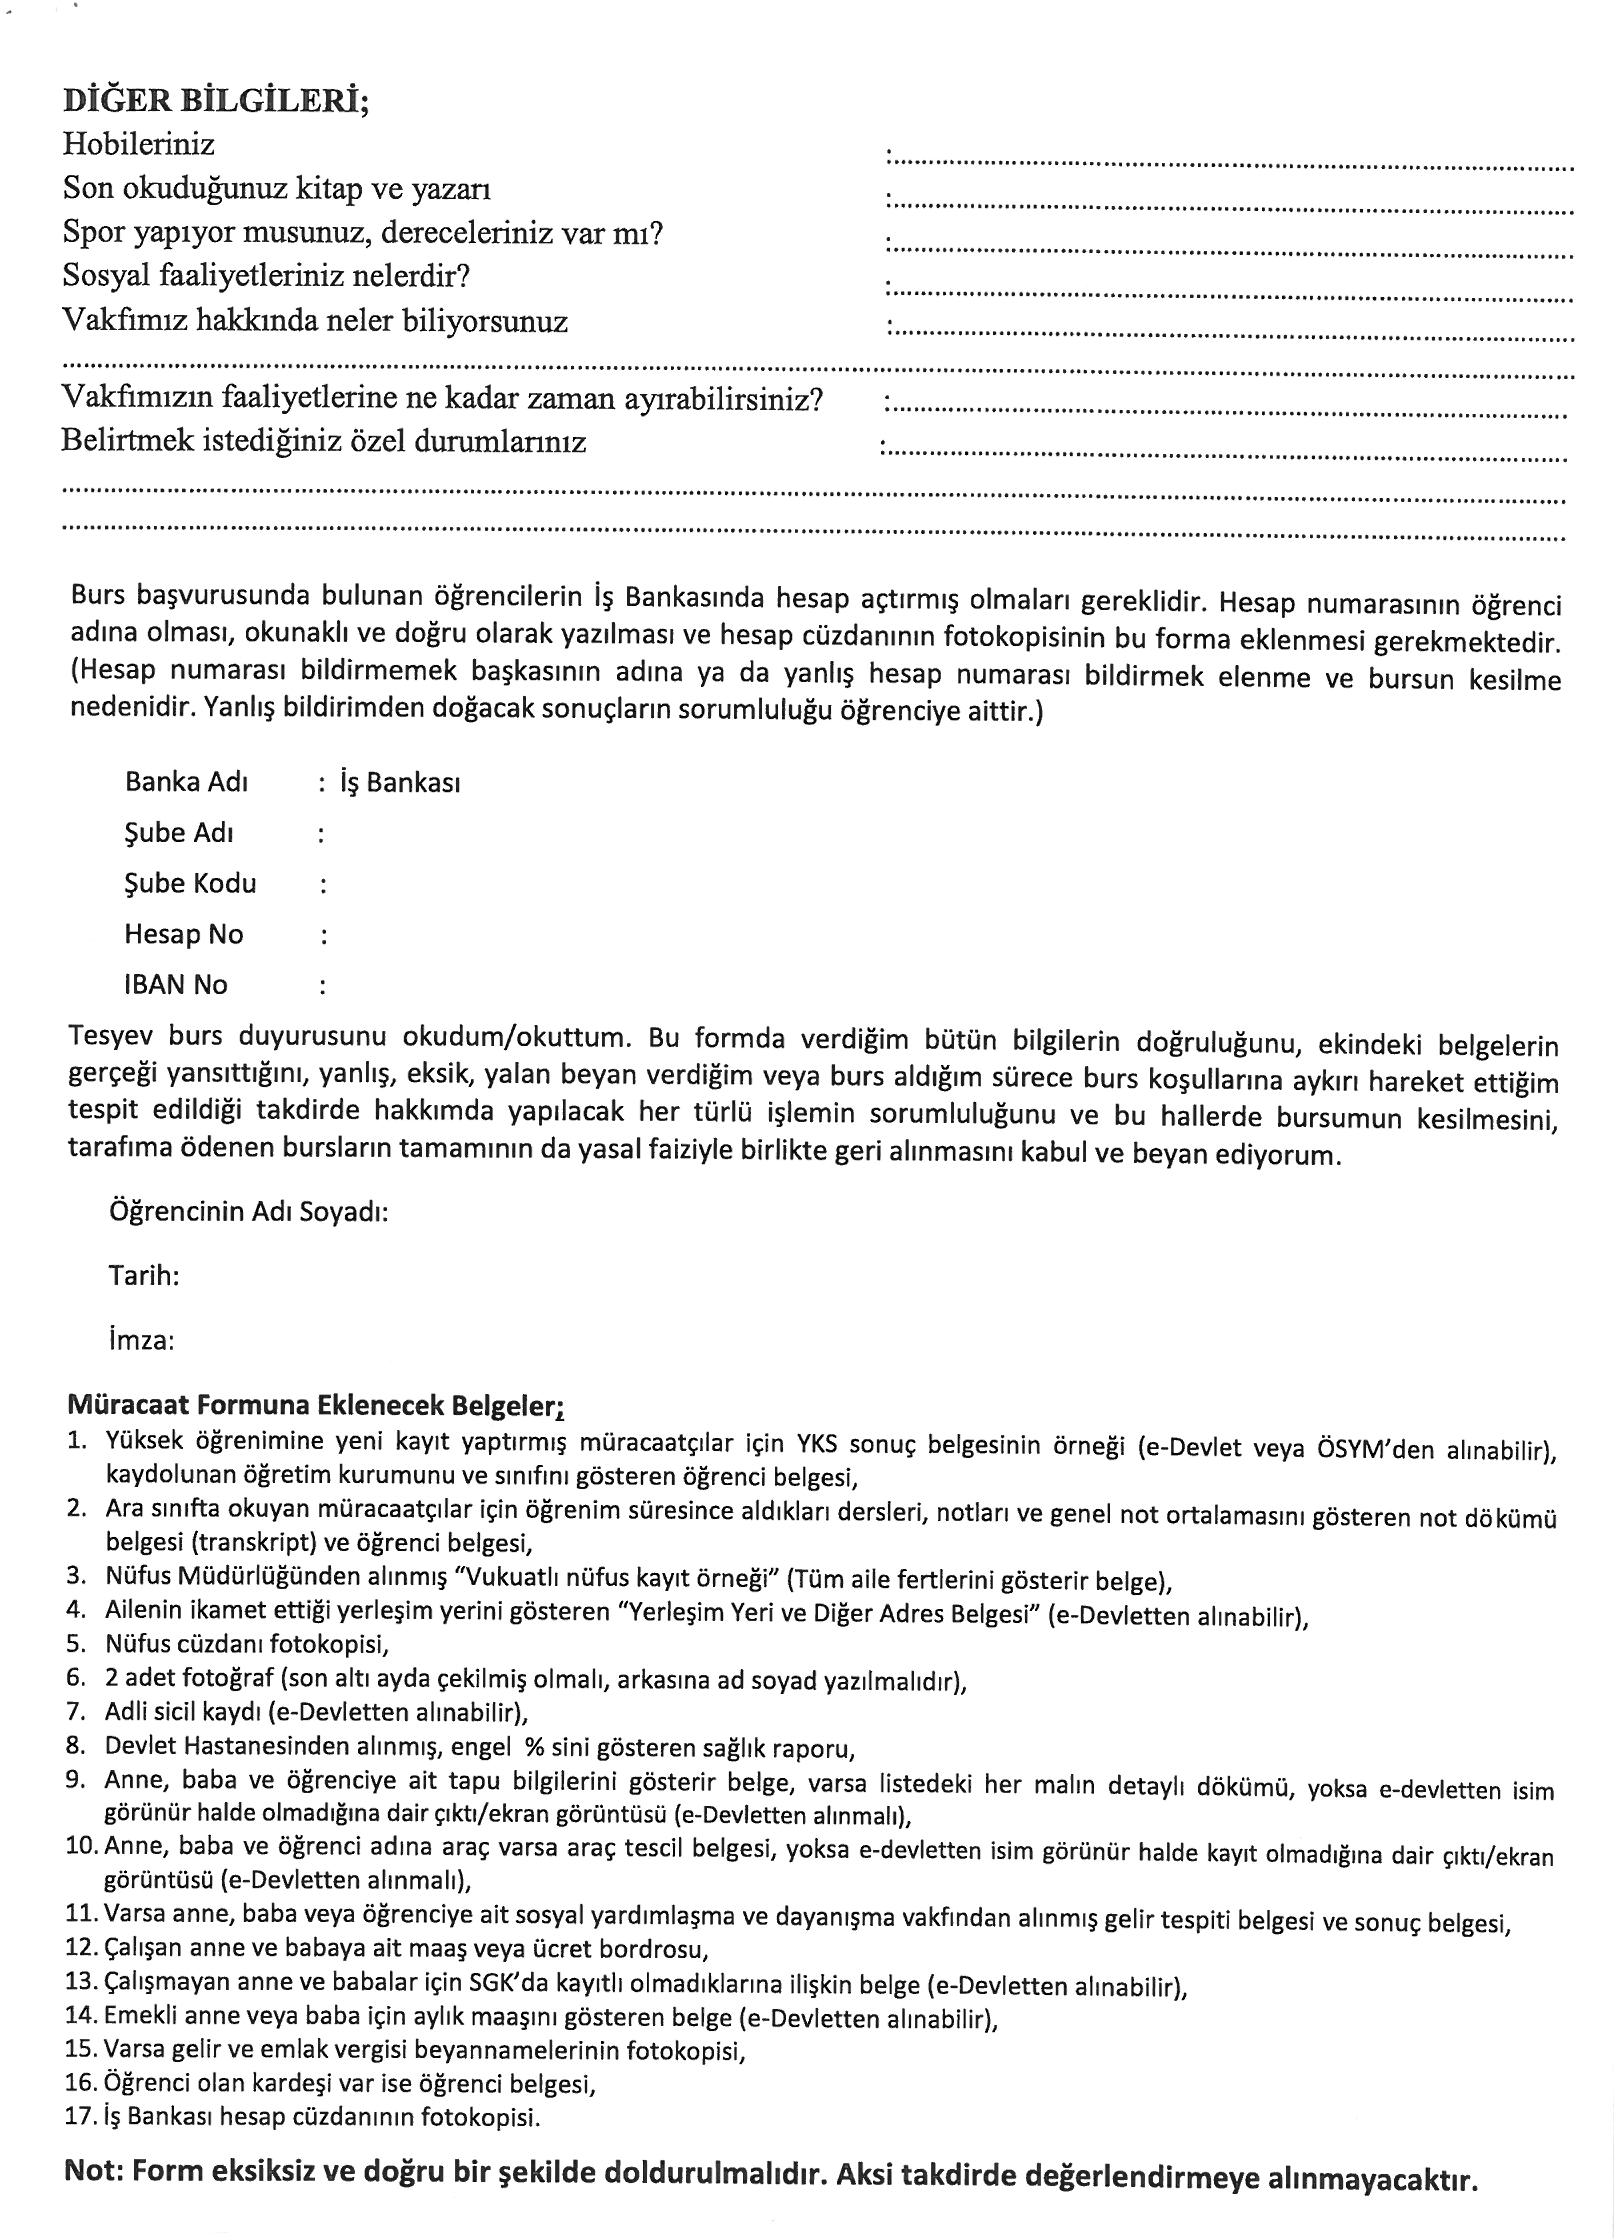 DİĞER BİLGİLERİ;
Hobileriniz :
Son okuduğunuz kitap ve yazarı :
Spor yapıyor musunuz, dereceleriniz var mı? :
Sosyal faaliyetleriniz nelerdir? :
Vakfımız hakkında neler biliyorsunuz :
Vakfımızın faaliyetlerine ne kadar zaman ayırabilirsiniz? :
Belirtmek istediğiniz özel durumlarınız :
Burs başvurusunda bulunan öğrencilerin İş Bankasında hesap açtırmış olmaları gereklidir. Hesap numarasının öğrenci
adına olması, okunaklı ve doğru olarak yazılması ve hesap cüzdanının fotokopisinin bu forma eklenmesi gerekmektedir.
(Hesap numarası bildirmemek başkasının adına ya da yanlış hesap numarası bildirmek elenme ve bursun kesilme
nedenidir. Yanlış bildirimden doğacak sonuçların sorumluluğu öğrenciye aittir.)
Banka Adı : İş Bankası
Şube Adı :
Şube Kodu :
Hesap No :
IBAN No :
Tesyev burs duyurusunu okudum/okuttum. Bu formda verdiğim bütün bilgilerin doğruluğunu, ekindeki belgelerin
gerçeği yansıttığını, yanlış, eksik, yalan beyan verdiğim veya burs aldığım sürece burs koşullarına aykırı hareket ettiğim
tespit edildiği takdirde hakkımda yapılacak her türlü işlemin sorumluluğunu ve bu hallerde bursumun kesilmesini,
tarafıma ödenen bursların tamamının da yasal faiziyle birlikte geri alınmasını kabul ve beyan ediyorum.
Öğrencinin Adı Soyadı:
Tarih:
İmza:
Müracaat Formuna Eklenecek Belgeler;
1. Yüksek öğrenimine yeni kayıt yaptırmış müracaatçılar için YKS sonuç belgesinin örneği (e-Devlet veya ÖSYM'den alınabilir),
kaydolunan öğretim kurumunu ve sınıfını gösteren öğrenci belgesi,
2. Ara sınıfta okuyan müracaatçılar için öğrenim süresince aldıkları dersleri, notları ve genel not ortalamasını gösteren not dökümü
belgesi (transkript) ve öğrenci belgesi,
3. Nüfus Müdürlüğünden alınmış "Vukuatlı nüfus kayıt örneği" (Tüm aile fertlerini gösterir belge),
4. Ailenin ikamet ettiği yerleşim yerini gösteren "Yerleşim Yeri ve Diğer Adres Belgesi" (e-Devletten alınabilir),
5. Nüfus cüzdanı fotokopisi,
6. 2 adet fotoğraf (son altı ayda çekilmiş olmalı, arkasına ad soyad yazılmalıdır),
7. Adli sicil kaydı (e-Devletten alınabilir),
8. Devlet Hastanesinden alınmış, engel % sini gösteren sağlık raporu,
9. Anne, baba ve öğrenciye ait tapu bilgilerini gösterir belge, varsa listedeki her malın detaylı dökümü, yoksa e-devletten isim
görünür halde olmadığına dair çıktı/ekran görüntüsü (e-Devletten alınmalı),
10. Anne, baba ve öğrenci adına araç varsa araç tescil belgesi, yoksa e-devletten isim görünür halde kayıt olmadığına dair çıktı/ekran
görüntüsü (e-Devletten alınmalı),
11. Varsa anne, baba veya öğrenciye ait sosyal yardımlaşma ve dayanışma vakfından alınmış gelir tespiti belgesi ve sonuç belgesi,
12. Çalışan anne ve babaya ait maaş veya ücret bordrosu,
13. Çalışmayan anne ve babalar için SGK'da kayıtlı olmadıklarına ilişkin belge (e-Devletten alınabilir),
14. Emekli anne veya baba için aylık maaşını gösteren belge (e-Devletten alınabilir),
15. Varsa gelir ve emlak vergisi beyannamelerinin fotokopisi,
16. Öğrenci olan kardeşi var ise öğrenci belgesi,
17. İş Bankası hesap cüzdanının fotokopisi.
Not: Form eksiksiz ve doğru bir şekilde doldurulmalıdır. Aksi takdirde değerlendirmeye alınmayacaktır.